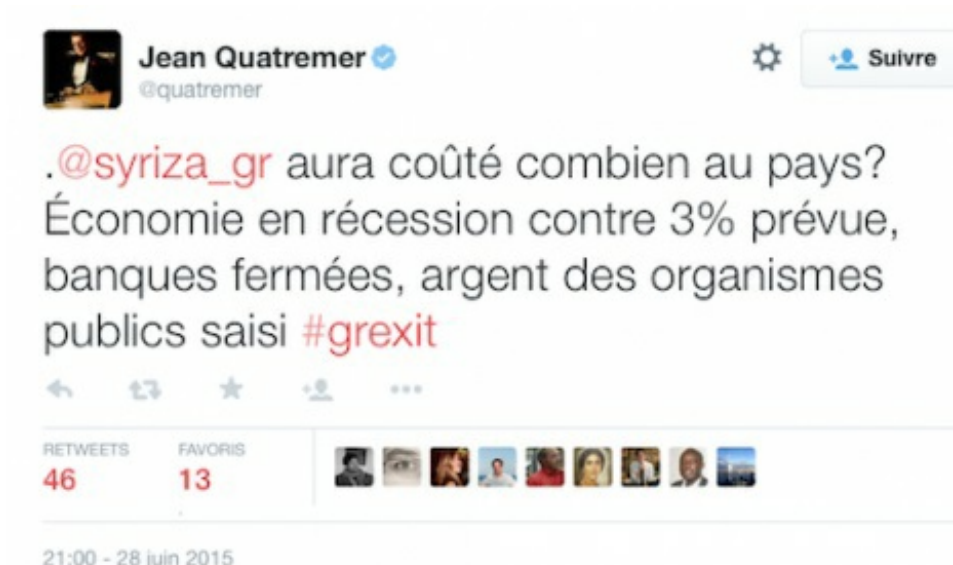 Jean Quatremer
@quatremer
Suivre
.@syriza_gr aura coûté combien au pays?
Économie en récession contre 3% prévue,
banques fermées, argent des organismes
publics saisi #grexit
RETWEETS FAVORIS
46 13
21:00 - 28 juin 2015